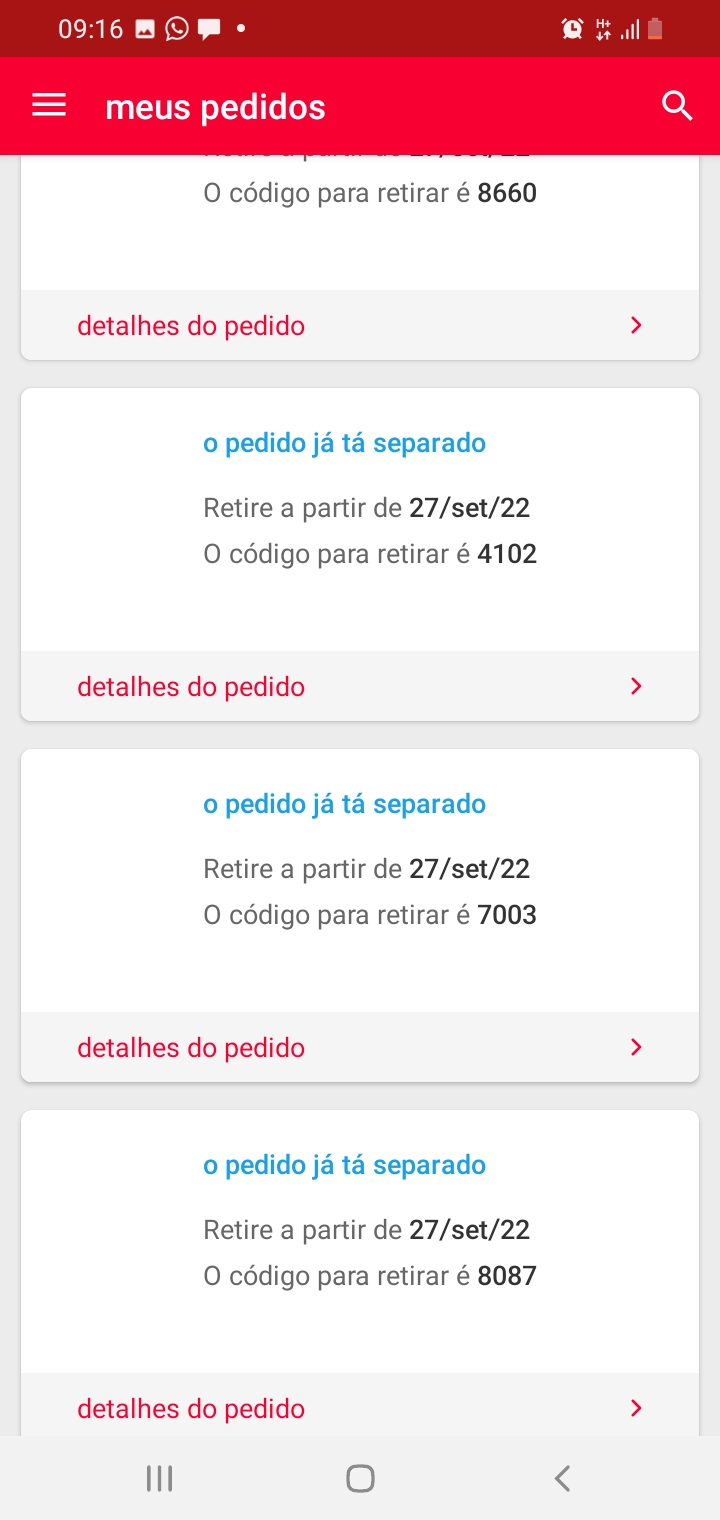 09:16
meus pedidos
O código para retirar é 8660
detalhes do pedido
o pedido já tá separado
Retire a partir de 27/set/22
O código para retirar é 4102
detalhes do pedido
o pedido já tá separado
Retire a partir de 27/set/22
O código para retirar é 7003
detalhes do pedido
o pedido já tá separado
Retire a partir de 27/set/22
O código para retirar é 8087
detalhes do pedido